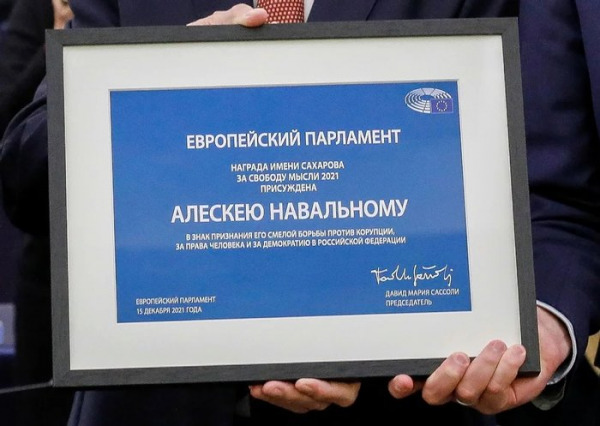 ЕВРОПЕЙСКИЙ ПАРЛАМЕНТ
НАГРАДА ИМЕНИ САХАРОВА
ЗА СВОБОДУ МЫСЛИ 2021
ПРИСУЖДЕНА
АЛЕСКЕЮ НАВАЛЬНОМУ
В ЗНАК ПРИЗНАНИЯ ЕГО СМЕЛОЙ БОРЬБЫ ПРОТИВ КОРУПЦИИ,
ЗА ПРАВА ЧЕЛОВЕКА И ЗА ДЕМОКРАТИЮ В РОССИЙСКОЙ ФЕДЕРАЦИИ
ЕВРОПЕЙСКИЙ ПАРЛАМЕНТ
15 ДЕКАБРЯ 2021 ГОДА
ДАВИД МАРИЯ САССОЛИ
ПРЕДСЕДАТЕЛЬ